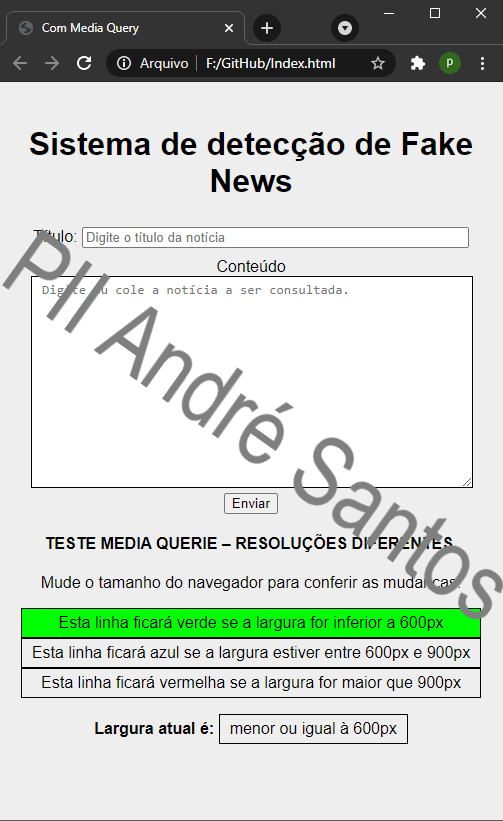 Com Media Query
Arquivo
F:/GitHub/Index.html
p
Sistema de detecção de Fake
News
Título: Digite o título da notícia
Conteúdo
Digite ou cole a notícia a ser consultada.
Enviar
TESTE MEDIA QUERIE – RESOLUÇÕES DIFERENTES
Mude o tamanho do navegador para conferir as mudanças.
Esta linha ficará verde se a largura for inferior a 600px
Esta linha ficará azul se a largura estiver entre 600px e 900px
Esta linha ficará vermelha se a largura for maior que 900px
Largura atual é: menor ou igual à 600px
PII André Santos